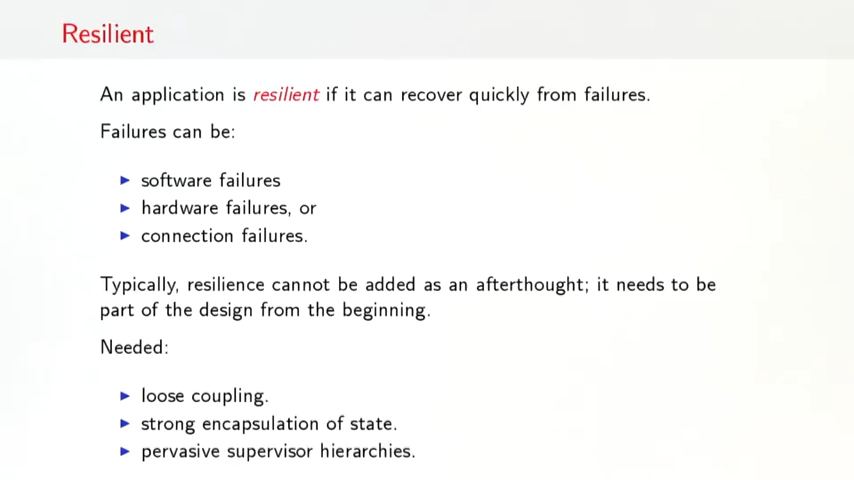 Resilient
An application is resilient if it can recover quickly from failures.
Failures can be:
software failures
hardware failures, or
connection failures.
Typically, resilience cannot be added as an afterthought; it needs to be
part of the design from the beginning.
Needed:
loose coupling.
strong encapsulation of state.
pervasive supervisor hierarchies.